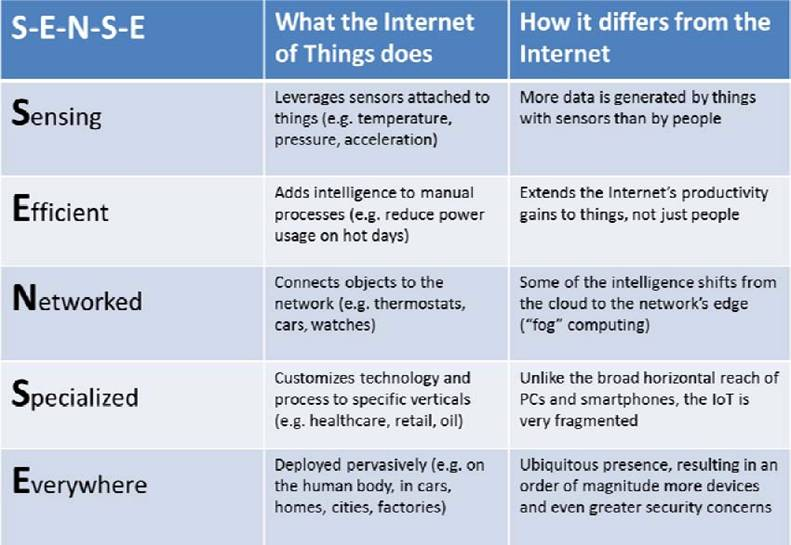 S-E-N-S-E
What the Internet
of Things does
How it differs from the
Internet
Sensing
Leverages sensors attached to
things (e.g. temperature,
pressure, acceleration)
More data is generated by things
with sensors than by people
Efficient
Adds intelligence to manual
processes (e.g. reduce power
usage on hot days)
Extends the Internet's productivity
gains to things, not just people
Networked
Connects objects to the
network (e.g. thermostats,
cars, watches)
Some of the intelligence shifts from
the cloud to the network's edge
("fog" computing)
Specialized
Customizes technology and
process to specific verticals
(e.g. healthcare, retail, oil)
Unlike the broad horizontal reach of
PCs and smartphones, the IoT is
very fragmented
Everywhere
Deployed pervasively (e.g. on
the human body, in cars,
homes, cities, factories)
Ubiquitous presence, resulting in an
order of magnitude more devices
and even greater security concerns